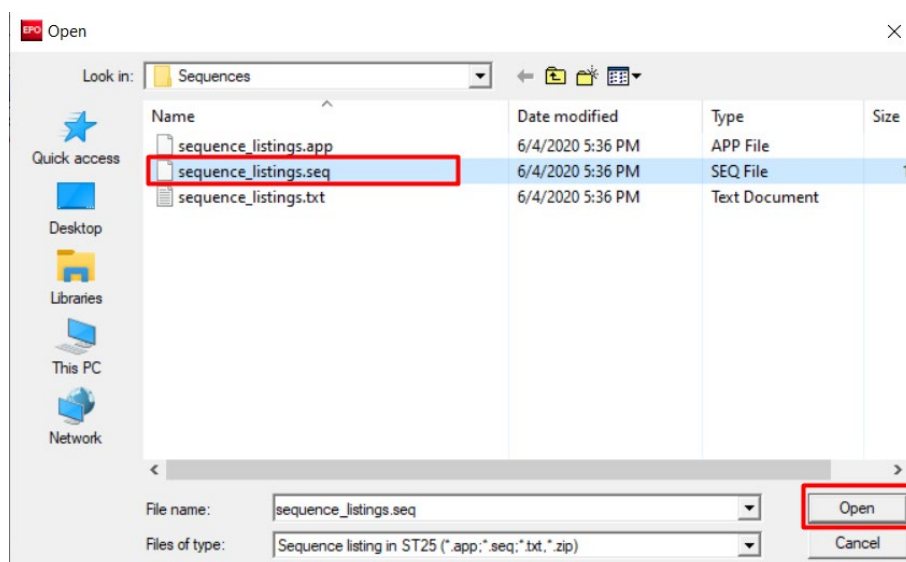 EPO Open
Look in: Sequences
Name Date modified Type Size
sequence_listings.app 6/4/2020 5:36 PM APP File
sequence_listings.seq 6/4/2020 5:36 PM SEQ File 1
sequence_listings.txt 6/4/2020 5:36 PM Text Document
Quick access
Desktop
Libraries
This PC
Network
File name: sequence_listings.seq Open
Files of type: Sequence listing in ST25 (*.app;*.seq;*.txt,*.zip) Cancel